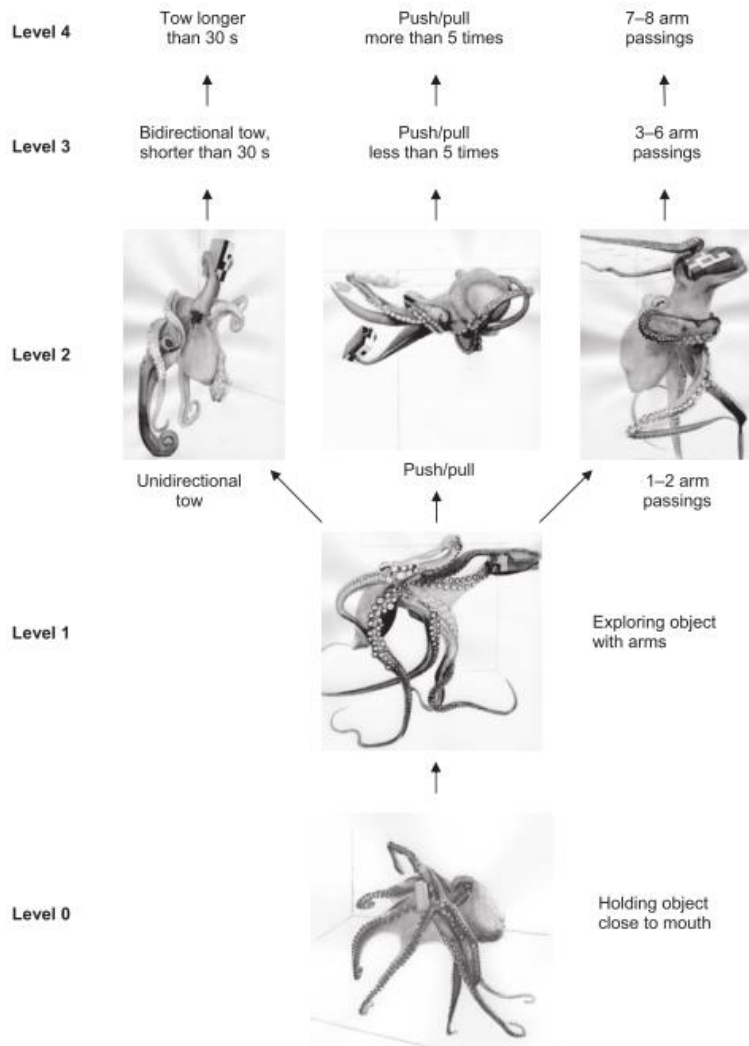 Level 4
Tow longer
than 30 s
Push/pull
more than 5 times
7–8 arm
passings
Level 3
Bidirectional tow,
shorter than 30 s
Push/pull
less than 5 times
3–6 arm
passings
Level 2
Unidirectional
tow
Push/pull
1–2 arm
passings
Level 1
Exploring object
with arms
Level 0
Holding object
close to mouth